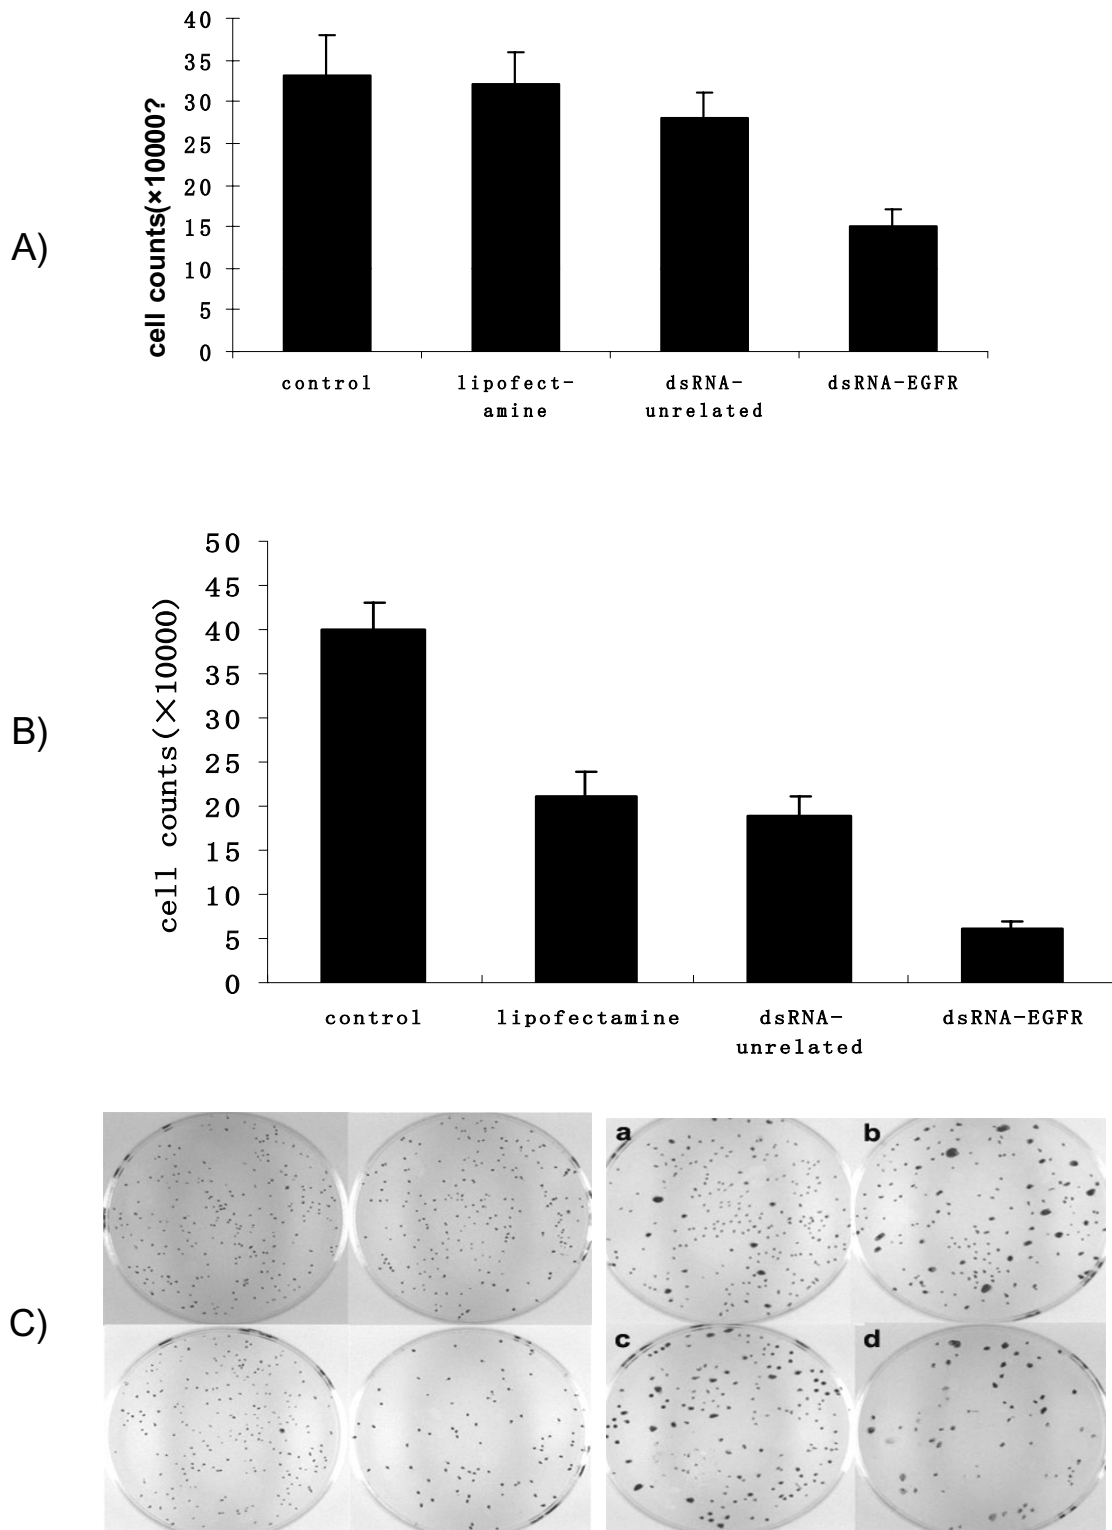 A)
cell counts(×10000?
40
35
30
25
20
15
10
5
0
control
lipofect-
amine
dsRNA-
unrelated
dsRNA-EGFR
B)
cell counts(×10000)
50
45
40
35
30
25
20
15
10
5
0
control
lipofectamine
dsRNA-
unrelated
dsRNA-EGFR
C)
a
b
c
d